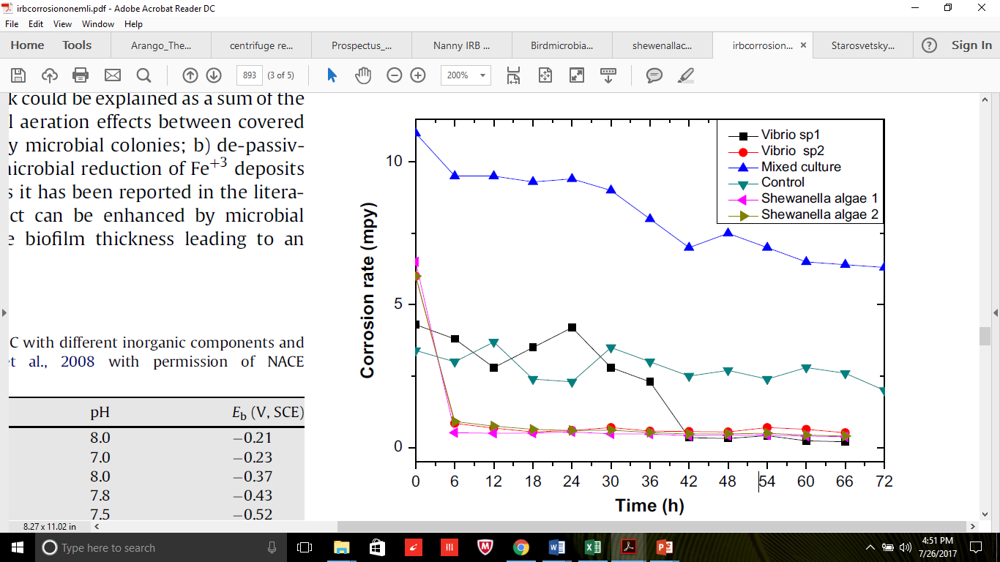 irbcorrosiononemli.pdf - Adobe Acrobat Reader DC
File Edit View Window Help
Home Tools Arango_The... centrifuge re... Prospectus_... Nanny IRB ... Birdmicrobia... shewenallac... irbcorrosion... × Starosvetsky... Sign In
893 (3 of 5) 200%
k could be explained as a sum of the
l aeration effects between covered
y microbial colonies; b) de-passiv-
nicrobial reduction of Fe+3 deposits
s it has been reported in the litera-
ct can be enhanced by microbial
e biofilm thickness leading to an
C with different inorganic components and
et al., 2008 with permission of NACE
pH Eb (V, SCE)
8.0 −0.21
7.0 −0.23
8.0 −0.37
7.8 −0.43
7.5 −0.52
Vibrio sp1
Vibrio sp2
Mixed culture
Control
Shewanella algae 1
Shewanella algae 2
Corrosion rate (mpy)
10
5
0
0 6 12 18 24 30 36 42 48 54 60 66 72
Time (h)
8.27 x 11.02 in
Type here to search
4:51 PM
7/26/2017